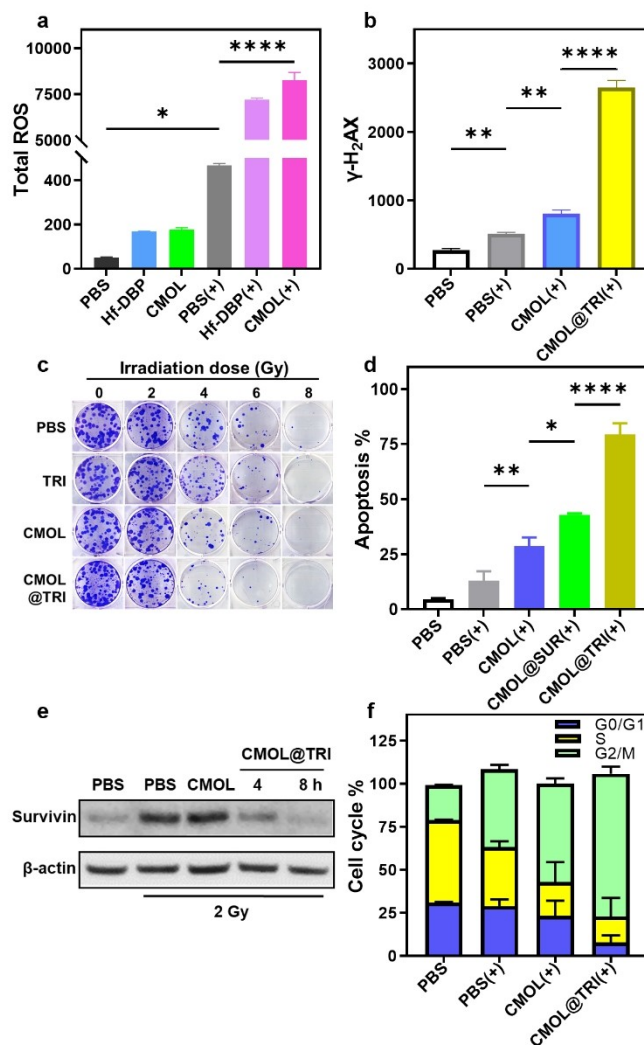 a
Total ROS
10000
7500
5000
400
200
0
*
****
PBS
Hf-DBP
CMOL
PBS(+)
Hf-DBP(+)
CMOL(+)
b
γ-H₂AX
3000
2000
1000
0
**
**
****
PBS
PBS(+)
CMOL(+)
CMOL@TRI(+)
c
Irradiation dose (Gy)
0 2 4 6 8
PBS
TRI
CMOL
CMOL
@TRI
d
Apoptosis %
100
75
50
25
0
**
*
****
PBS
PBS(+)
CMOL(+)
CMOL@SUR(+)
CMOL@TRI(+)
e
CMOL@TRI
PBS PBS CMOL 4 8 h
Survivin
β-actin
2 Gy
f
G0/G1
S
G2/M
Cell cycle %
125
100
75
50
25
0
PBS
PBS(+)
CMOL(+)
CMOL@TRI(+)